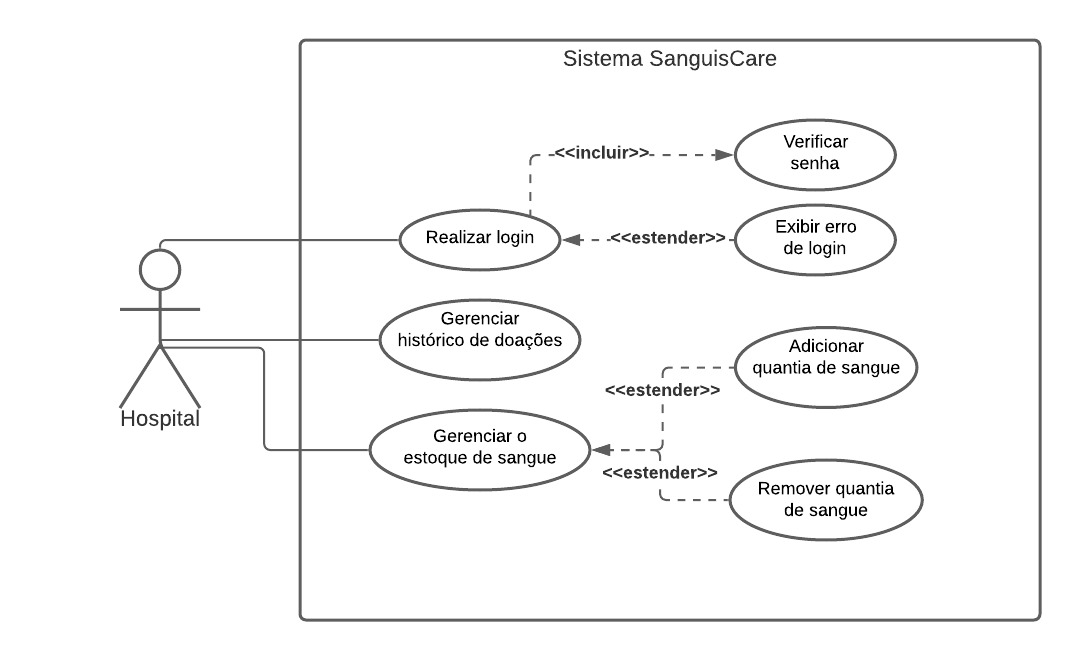 Sistema SanguisCare
Verificar
senha
<<incluir>>
Realizar login
<<estender>>
Exibir erro
de login
Gerenciar
histórico de doações
Adicionar
quantia de sangue
<<estender>>
Hospital
Gerenciar o
estoque de sangue
<<estender>>
Remover quantia
de sangue